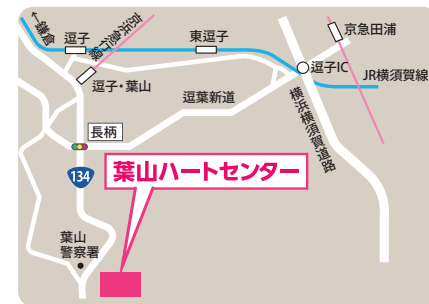 ←鎌倉
京浜急行線
逗子
東逗子
京急田浦
逗子IC
JR横須賀線
逗子・葉山
逗葉新道
横浜横須賀道路
長柄
134
葉山ハートセンター
葉山
警察署